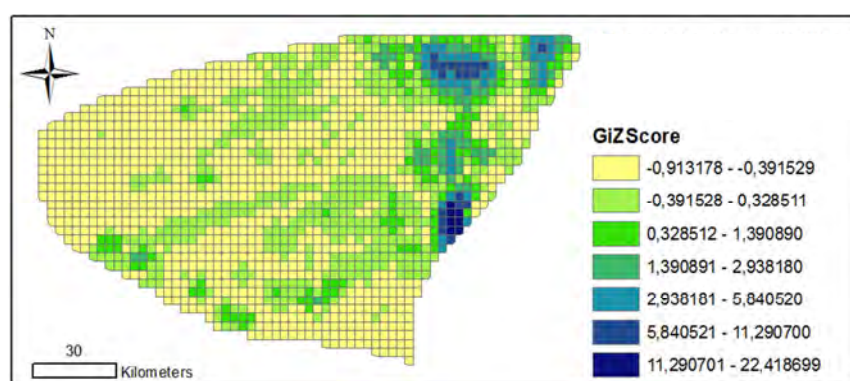 N
GiZScore
-0,913178 - -0,391529
-0,391528 - 0,328511
0,328512 - 1,390890
1,390891 - 2,938180
2,938181 - 5,840520
5,840521 - 11,290700
11,290701 - 22,418699
30
Kilometers